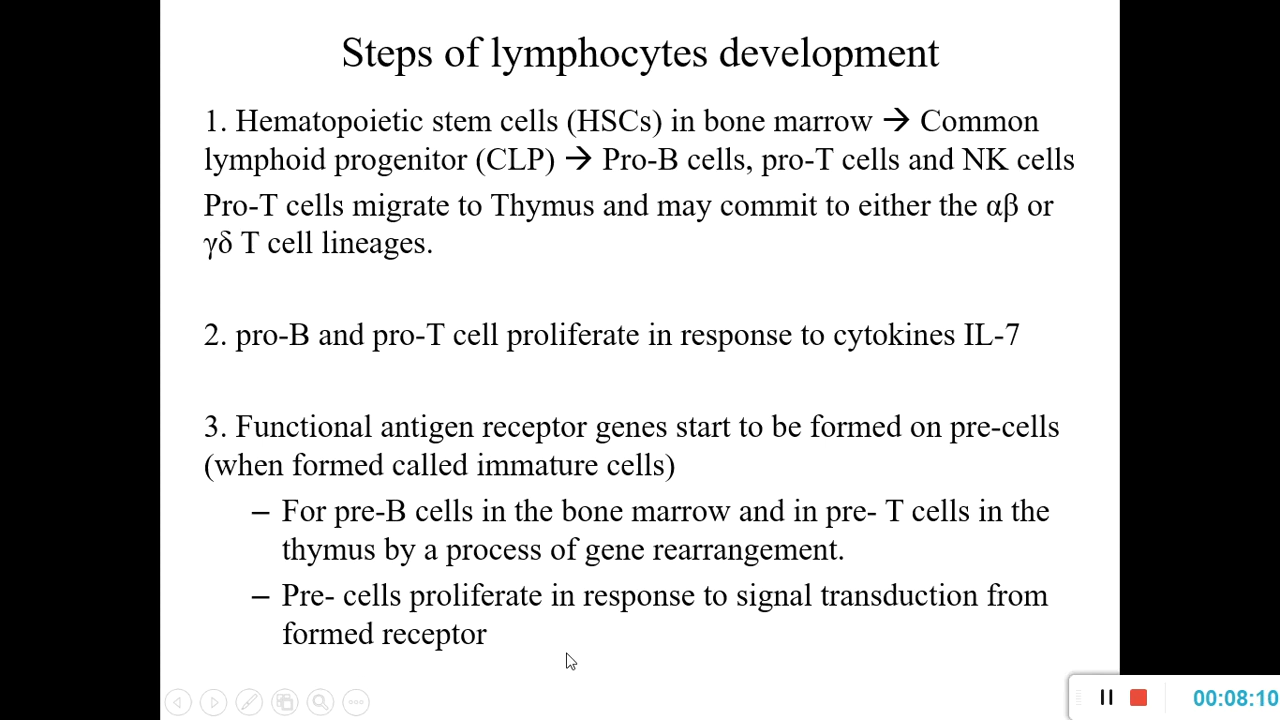 Steps of lymphocytes development
1. Hematopoietic stem cells (HSCs) in bone marrow → Common
lymphoid progenitor (CLP) → Pro-B cells, pro-T cells and NK cells
Pro-T cells migrate to Thymus and may commit to either the αβ or
γδ T cell lineages.
2. pro-B and pro-T cell proliferate in response to cytokines IL-7
3. Functional antigen receptor genes start to be formed on pre-cells
(when formed called immature cells)
– For pre-B cells in the bone marrow and in pre- T cells in the
thymus by a process of gene rearrangement.
– Pre- cells proliferate in response to signal transduction from
formed receptor
00:08:10